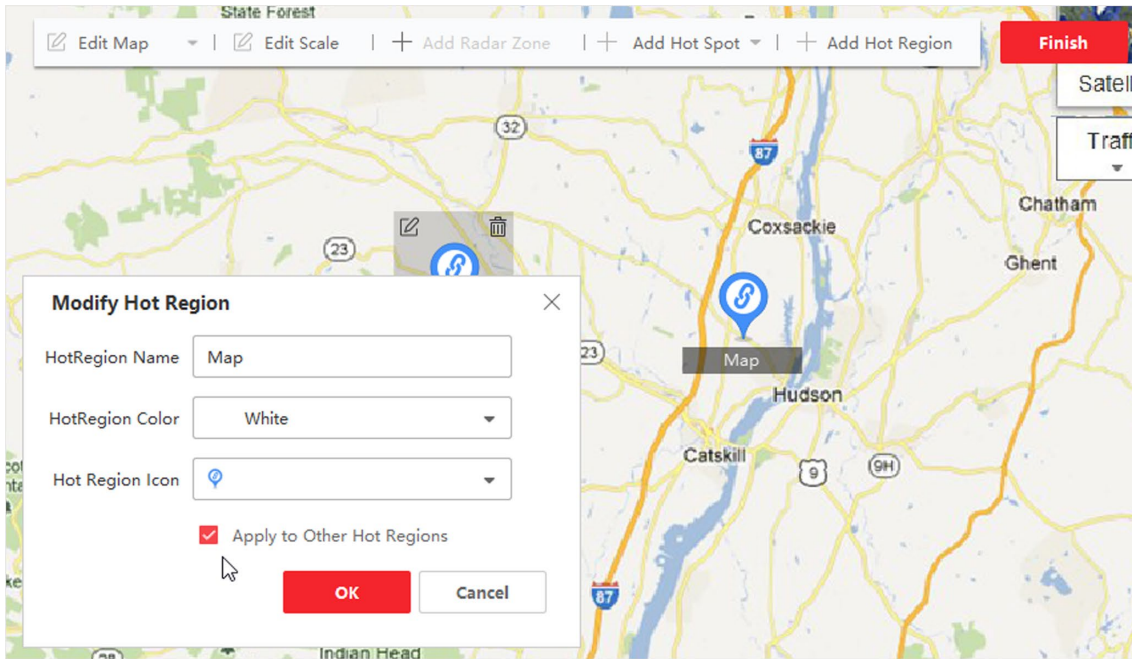 State Forest
Edit Map
Edit Scale
Add Radar Zone
Add Hot Spot
Add Hot Region
Finish
32
87
Chatham
Coxsackie
23
Ghent
Modify Hot Region
HotRegion Name
Map
23
Map
Hudson
HotRegion Color
White
Catskill
9
9H
Hot Region Icon
Apply to Other Hot Regions
OK
Cancel
87
Indian Head